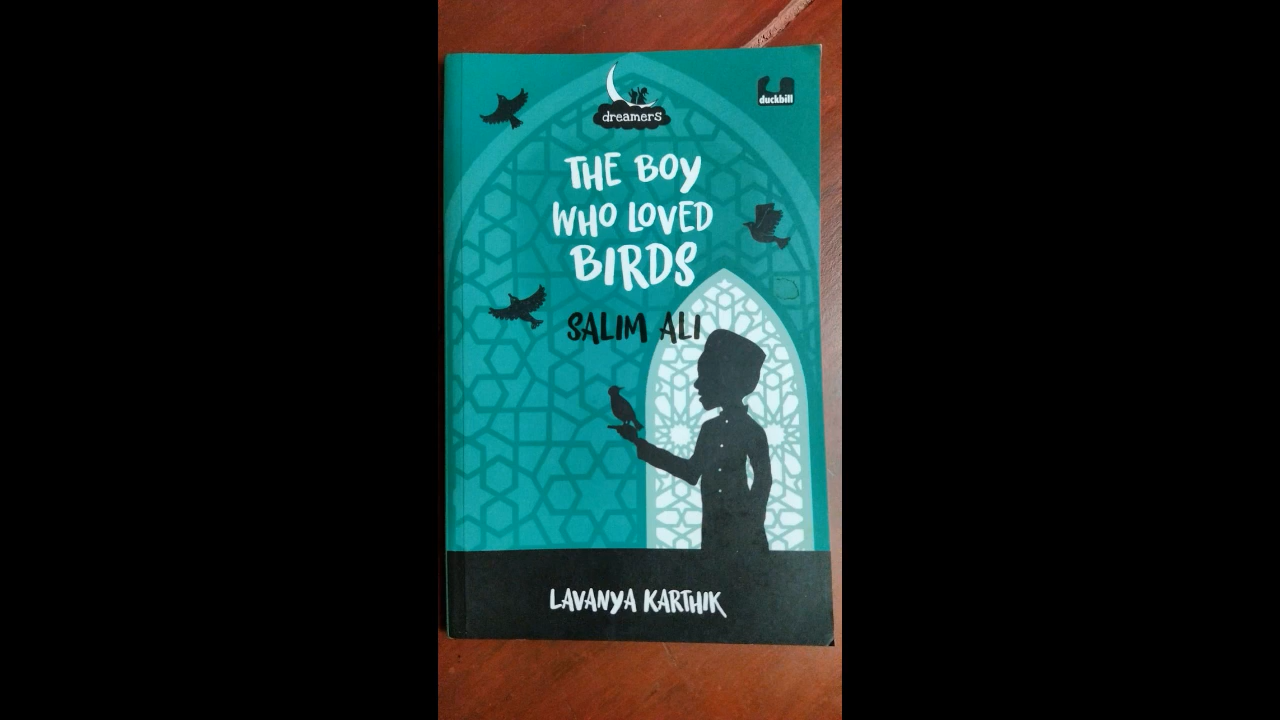 dreamers
duckbill
THE BOY
WHO LOVED
BIRDS
SALIM ALI
LAVANYA KARTHIK